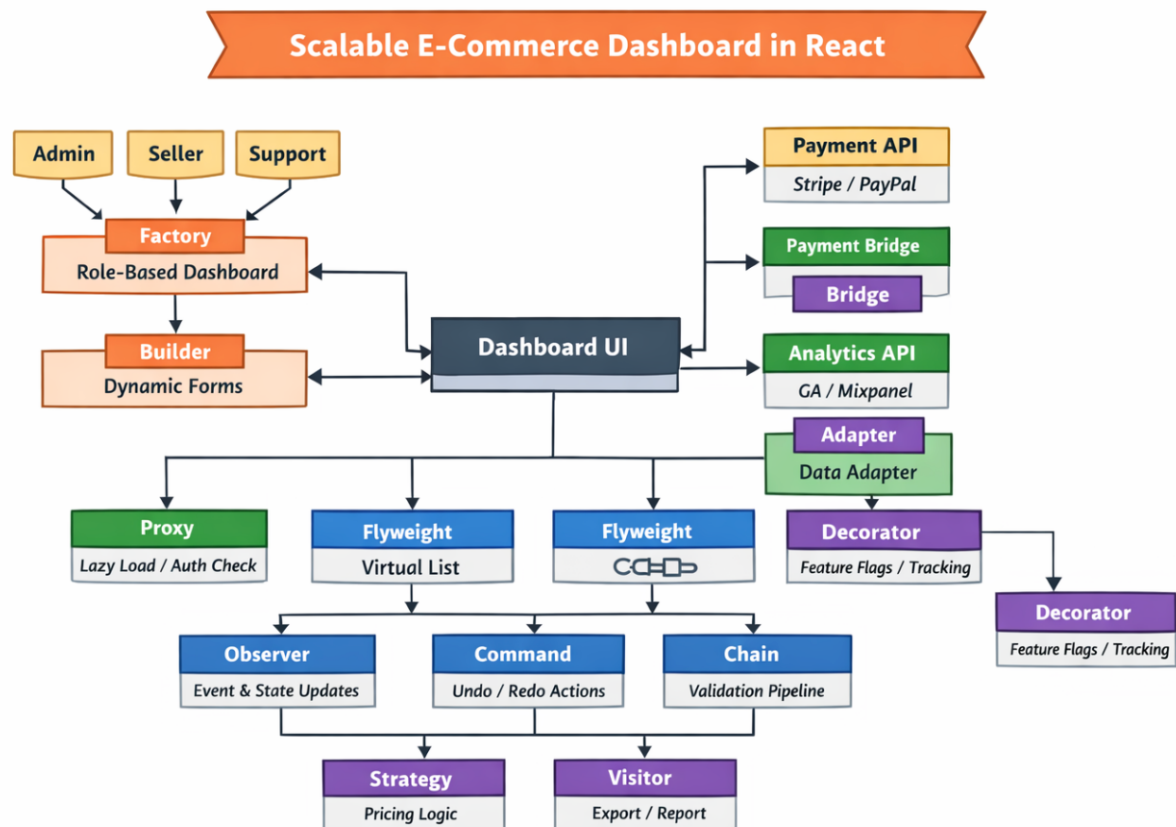 Scalable E-Commerce Dashboard in React
Admin
Seller
Support
Factory
Role-Based Dashboard
Builder
Dynamic Forms
Dashboard UI
Payment API
Stripe / PayPal
Payment Bridge
Bridge
Analytics API
GA / Mixpanel
Adapter
Data Adapter
Proxy
Lazy Load / Auth Check
Flyweight
Virtual List
Flyweight
Decorator
Feature Flags / Tracking
Decorator
Feature Flags / Tracking
Observer
Event & State Updates
Command
Undo / Redo Actions
Chain
Validation Pipeline
Strategy
Pricing Logic
Visitor
Export / Report